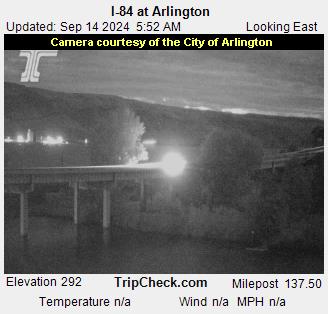 I-84 at Arlington
Updated: Sep 14 2024 5:52 AM Looking East
Camera courtesy of the City of Arlington
Elevation 292 TripCheck.com Milepost 137.50
Temperature n/a Wind n/a MPH n/a